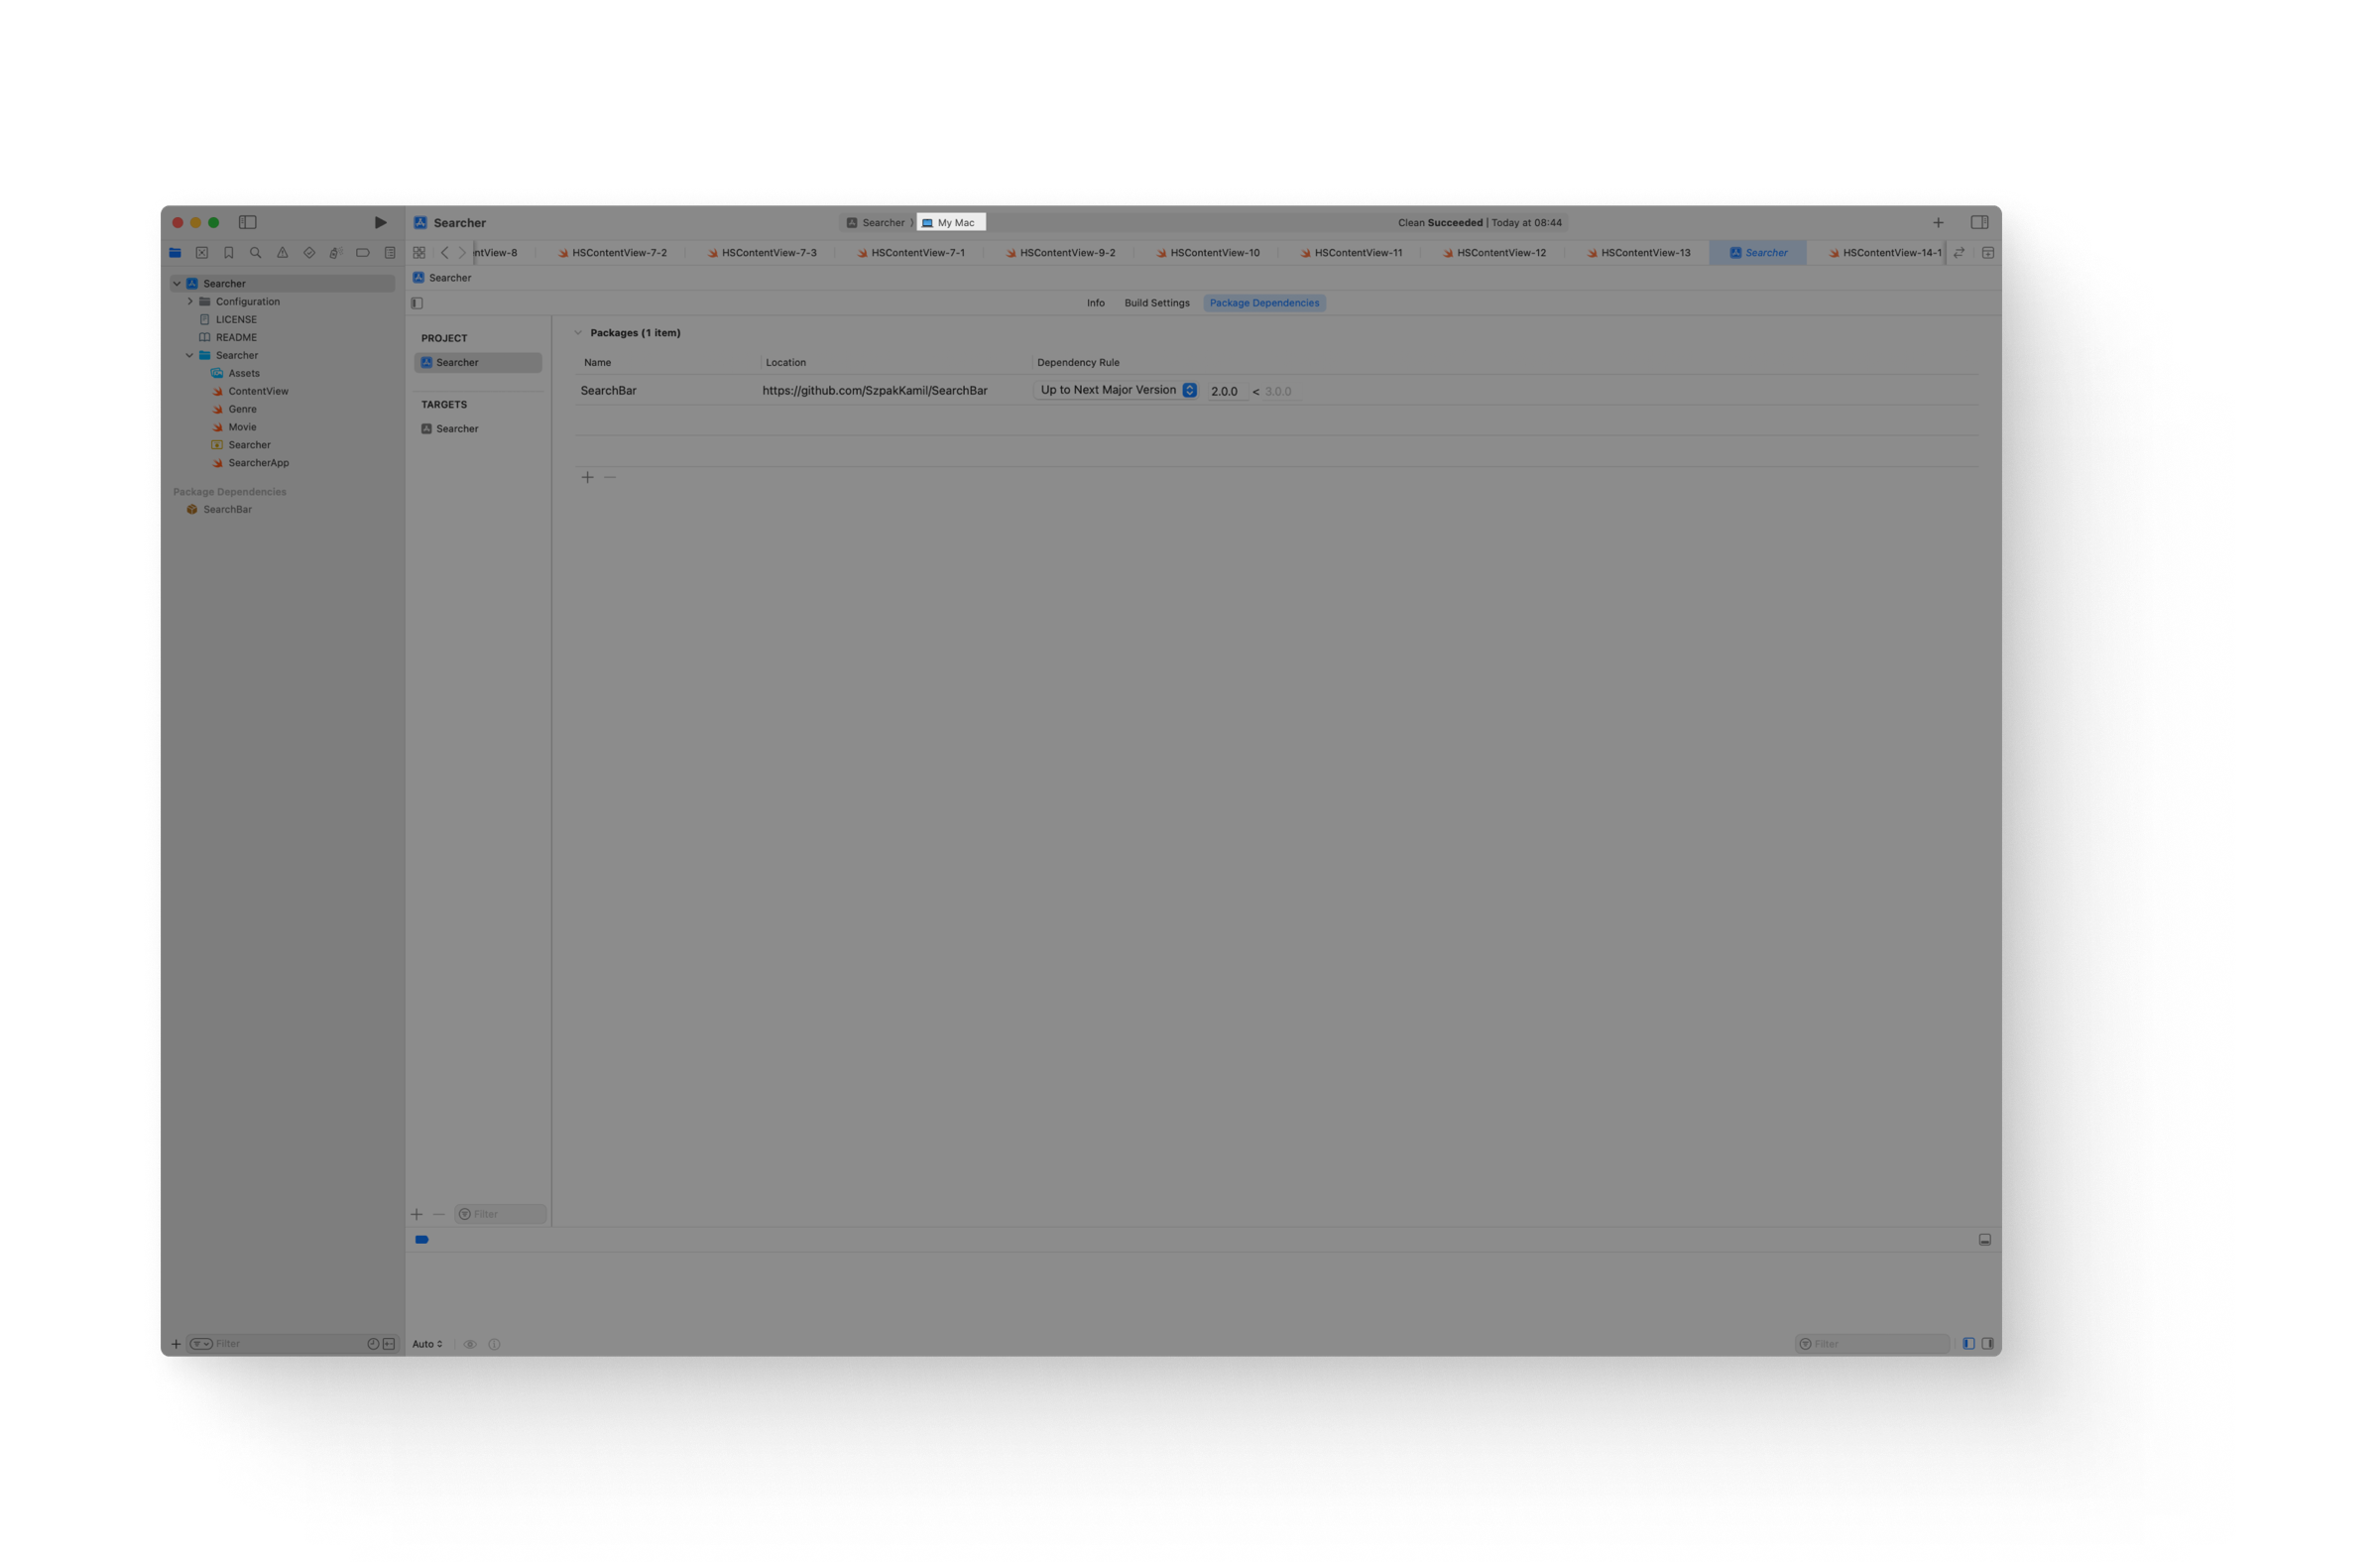 Searcher
Searcher
My Mac
Clean Succeeded | Today at 08:44
ntView-8
HSContentView-7-2
HSContentView-7-3
HSContentView-7-1
HSContentView-9-2
HSContentView-10
HSContentView-11
HSContentView-12
HSContentView-13
Searcher
HSContentView-14-1
Searcher
Configuration
LICENSE
README
Searcher
Assets
ContentView
Genre
Movie
Searcher
SearcherApp
Package Dependencies
SearchBar
Searcher
Info
Build Settings
Package Dependencies
PROJECT
Searcher
TARGETS
Searcher
Packages (1 item)
Name
Location
Dependency Rule
SearchBar
https://github.com/SzpakKamil/SearchBar
Up to Next Major Version
2.0.0 < 3.0.0
Filter
Filter
Auto
Filter